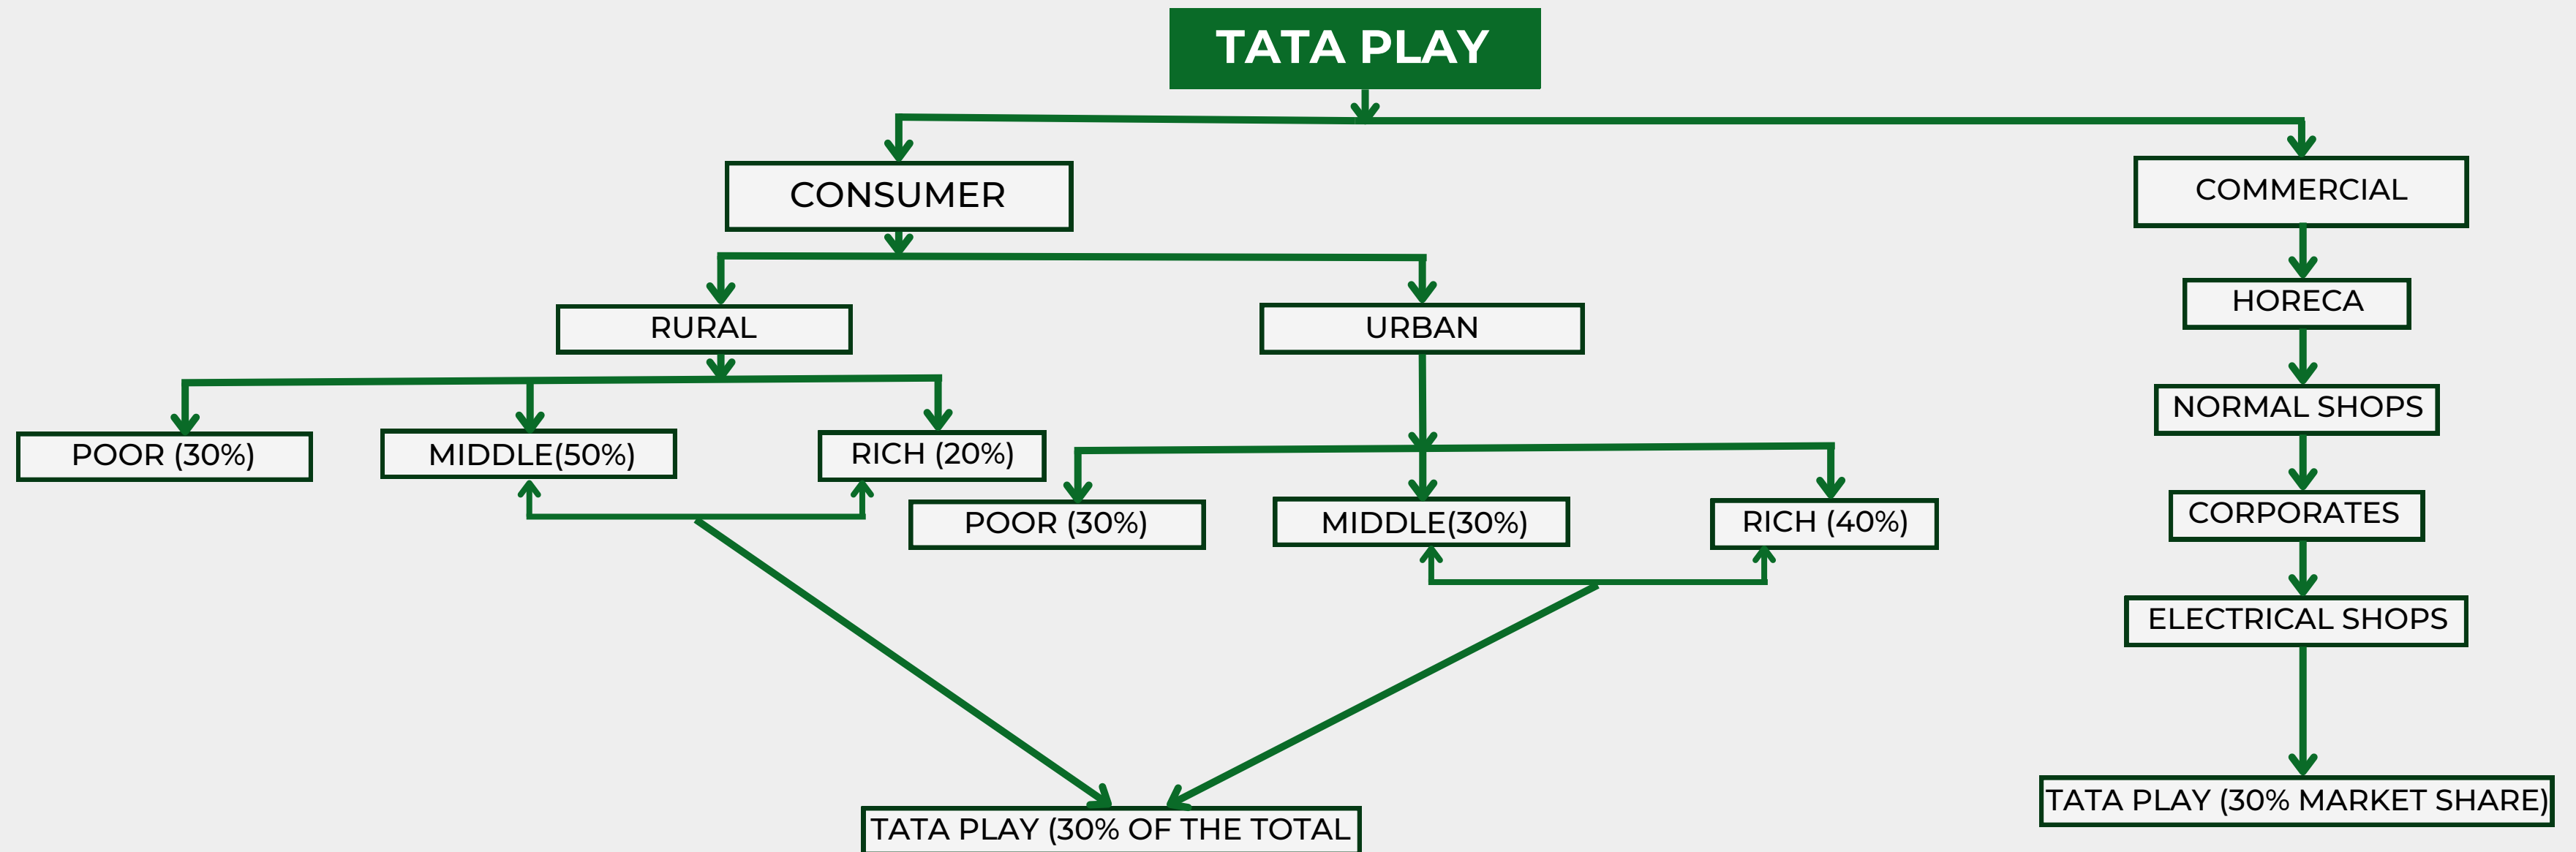 TATA PLAY
CONSUMER
COMMERCIAL
RURAL
URBAN
HORECA
NORMAL SHOPS
POOR (30%)
MIDDLE(50%)
RICH (20%)
POOR (30%)
MIDDLE(30%)
RICH (40%)
CORPORATES
ELECTRICAL SHOPS
TATA PLAY (30% MARKET SHARE)
TATA PLAY (30% OF THE TOTAL